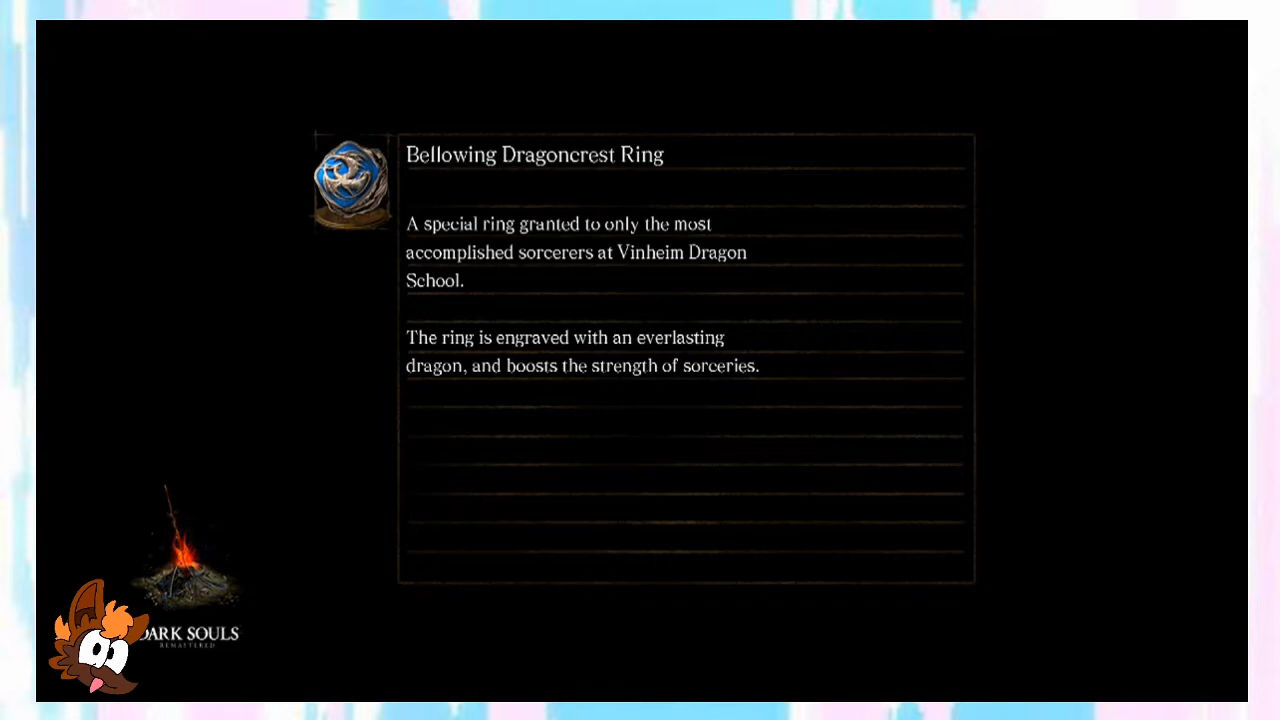 Bellowing Dragoncrest Ring
A special ring granted to only the most
accomplished sorcerers at Vinheim Dragon
School.
The ring is engraved with an everlasting
dragon, and boosts the strength of sorceries.
DARK SOULS
REMASTERED